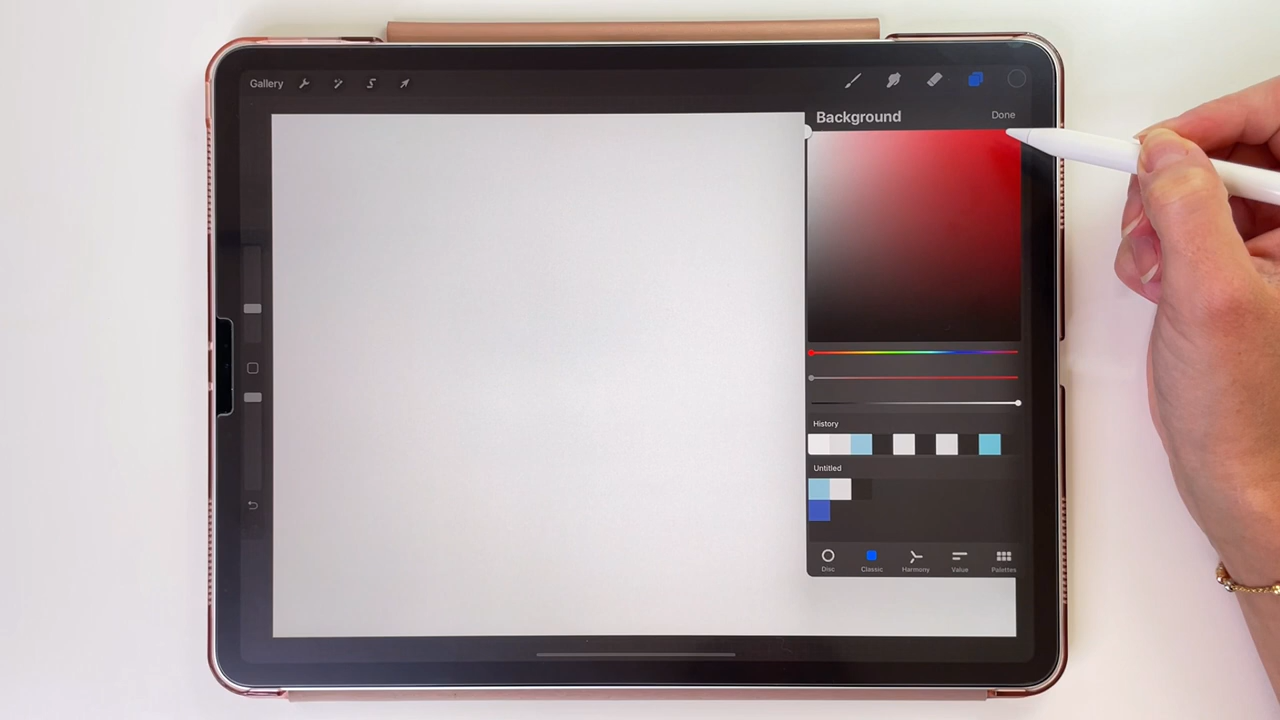 Gallery
Background Done
History
Untitled
Disc Classic Harmony Value Palettes